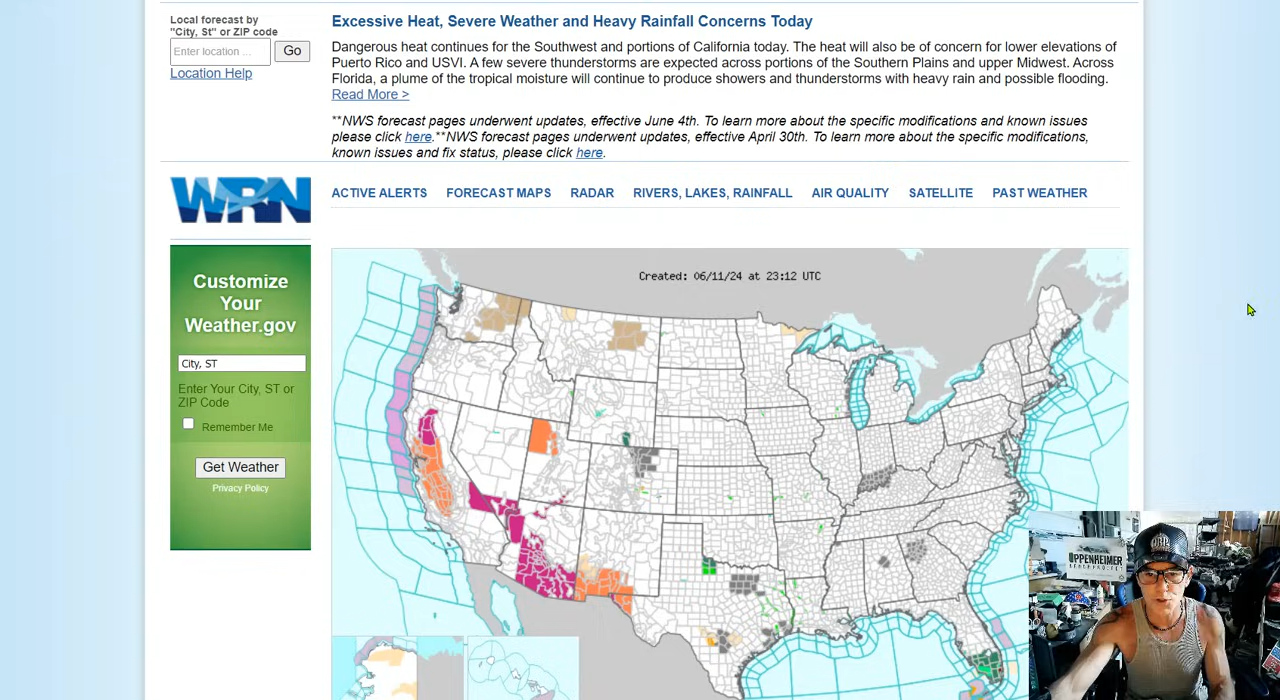 Local forecast by
"City, St" or ZIP code
Enter location ...
Go
Location Help
Excessive Heat, Severe Weather and Heavy Rainfall Concerns Today
Dangerous heat continues for the Southwest and portions of California today. The heat will also be of concern for lower elevations of
Puerto Rico and USVI. A few severe thunderstorms are expected across portions of the Southern Plains and upper Midwest. Across
Florida, a plume of the tropical moisture will continue to produce showers and thunderstorms with heavy rain and possible flooding.
Read More >
**NWS forecast pages underwent updates, effective June 4th. To learn more about the specific modifications and known issues
please click here.**NWS forecast pages underwent updates, effective April 30th. To learn more about the specific modifications,
known issues and fix status, please click here.
WRN
ACTIVE ALERTS FORECAST MAPS RADAR RIVERS, LAKES, RAINFALL AIR QUALITY SATELLITE PAST WEATHER
Customize
Your
Weather.gov
City, ST
Enter Your City, ST or
ZIP Code
Remember Me
Get Weather
Privacy Policy
Created: 06/11/24 at 23:12 UTC
OPPENHEIMER